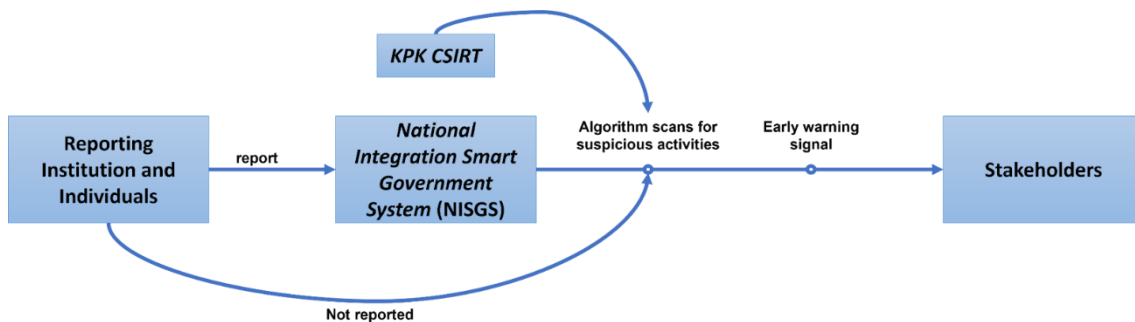 KPK CSIRT
Reporting
Institution and
Individuals
report
National
Integration Smart
Government
System (NISGS)
Algorithm scans for
suspicious activities
Early warning
signal
Stakeholders
Not reported